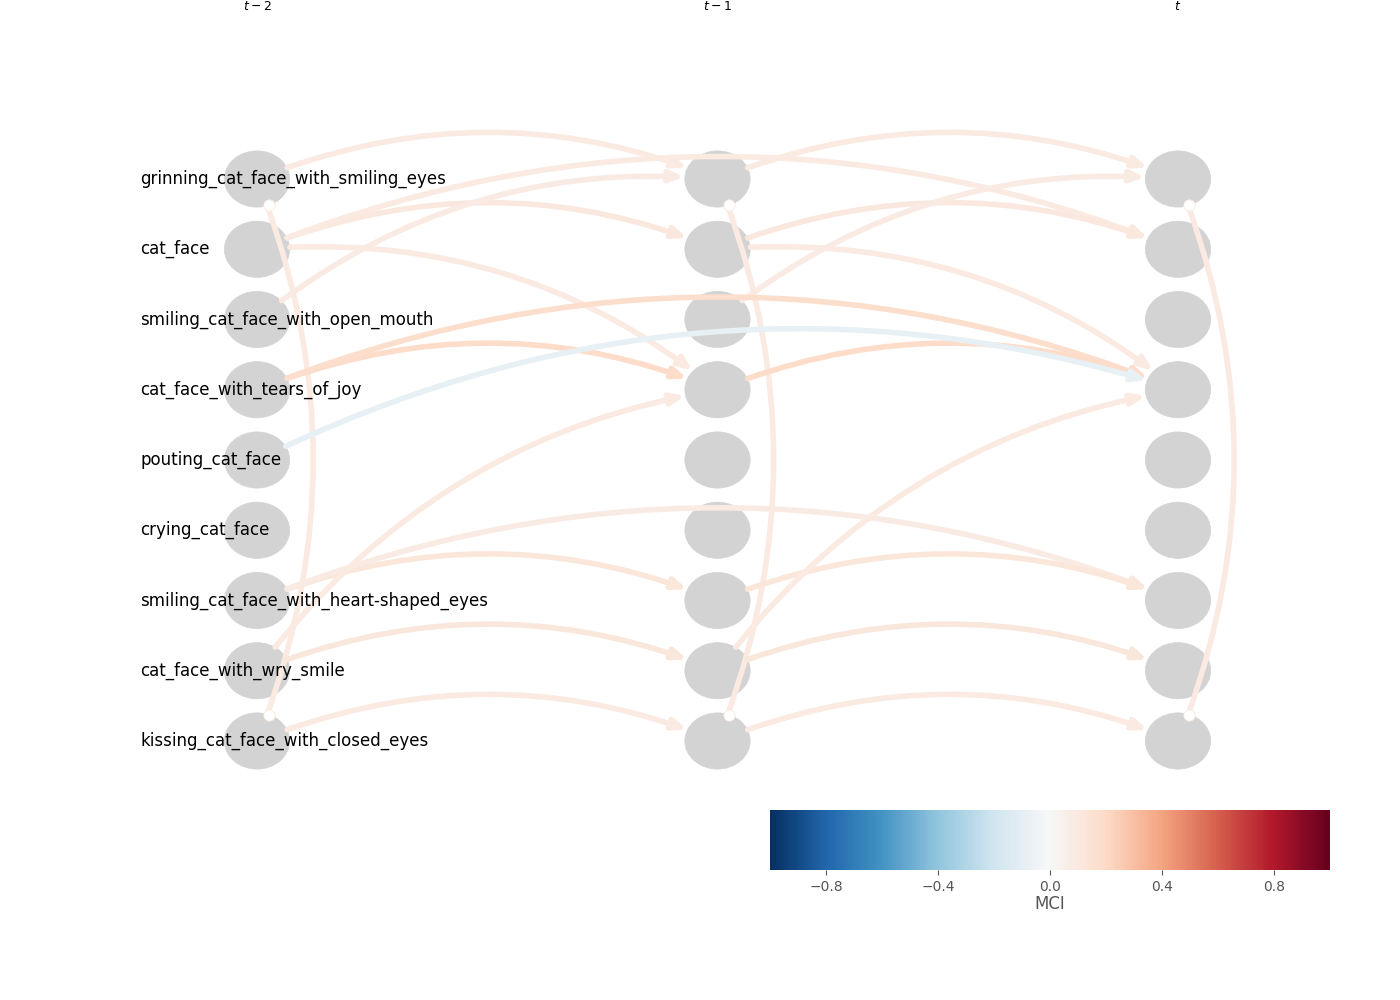 t − 2 t − 1 t
grinning_cat_face_with_smiling_eyes
cat_face
smiling_cat_face_with_open_mouth
cat_face_with_tears_of_joy
pouting_cat_face
crying_cat_face
smiling_cat_face_with_heart-shaped_eyes
cat_face_with_wry_smile
kissing_cat_face_with_closed_eyes
−0.8 −0.4 0.0 0.4 0.8
MCI